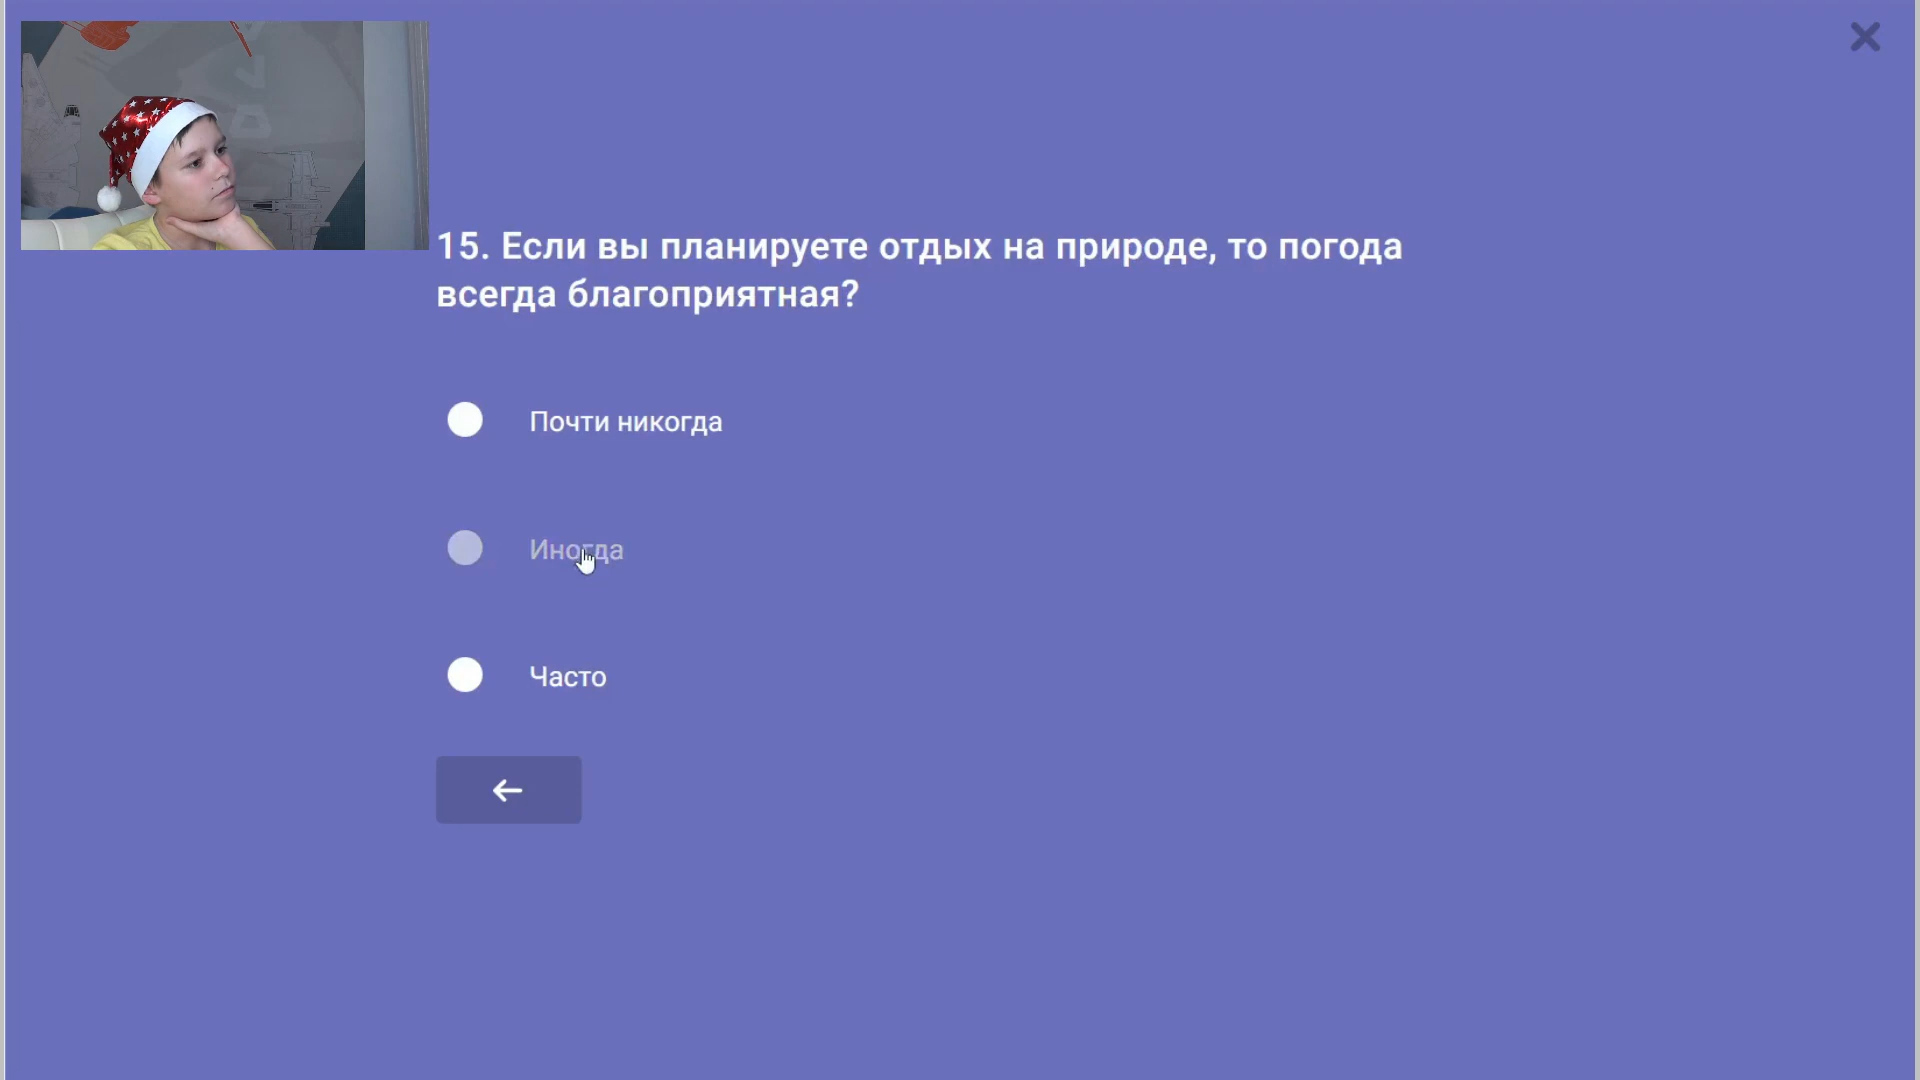 15. Если вы планируете отдых на природе, то погода
всегда благоприятная?
Почти никогда
Иногда
Часто